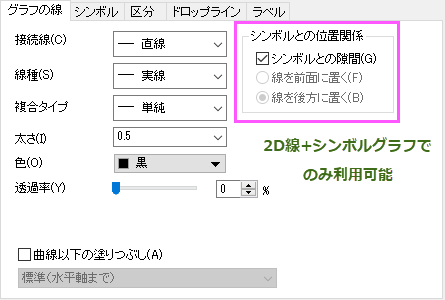 グラフの線 シンボル 区分 ドロップライン ラベル
接続線(C) 直線
線種(S) 実線
複合タイプ 単純
太さ(I) 0.5
色(O) 黒
透過率(Y) 0 %
シンボルとの位置関係
シンボルとの隙間(G)
線を前面に置く(F)
線を後方に置く(B)
2D線+シンボルグラフで
のみ利用可能
曲線以下の塗りつぶし(A)
標準(水平軸まで)